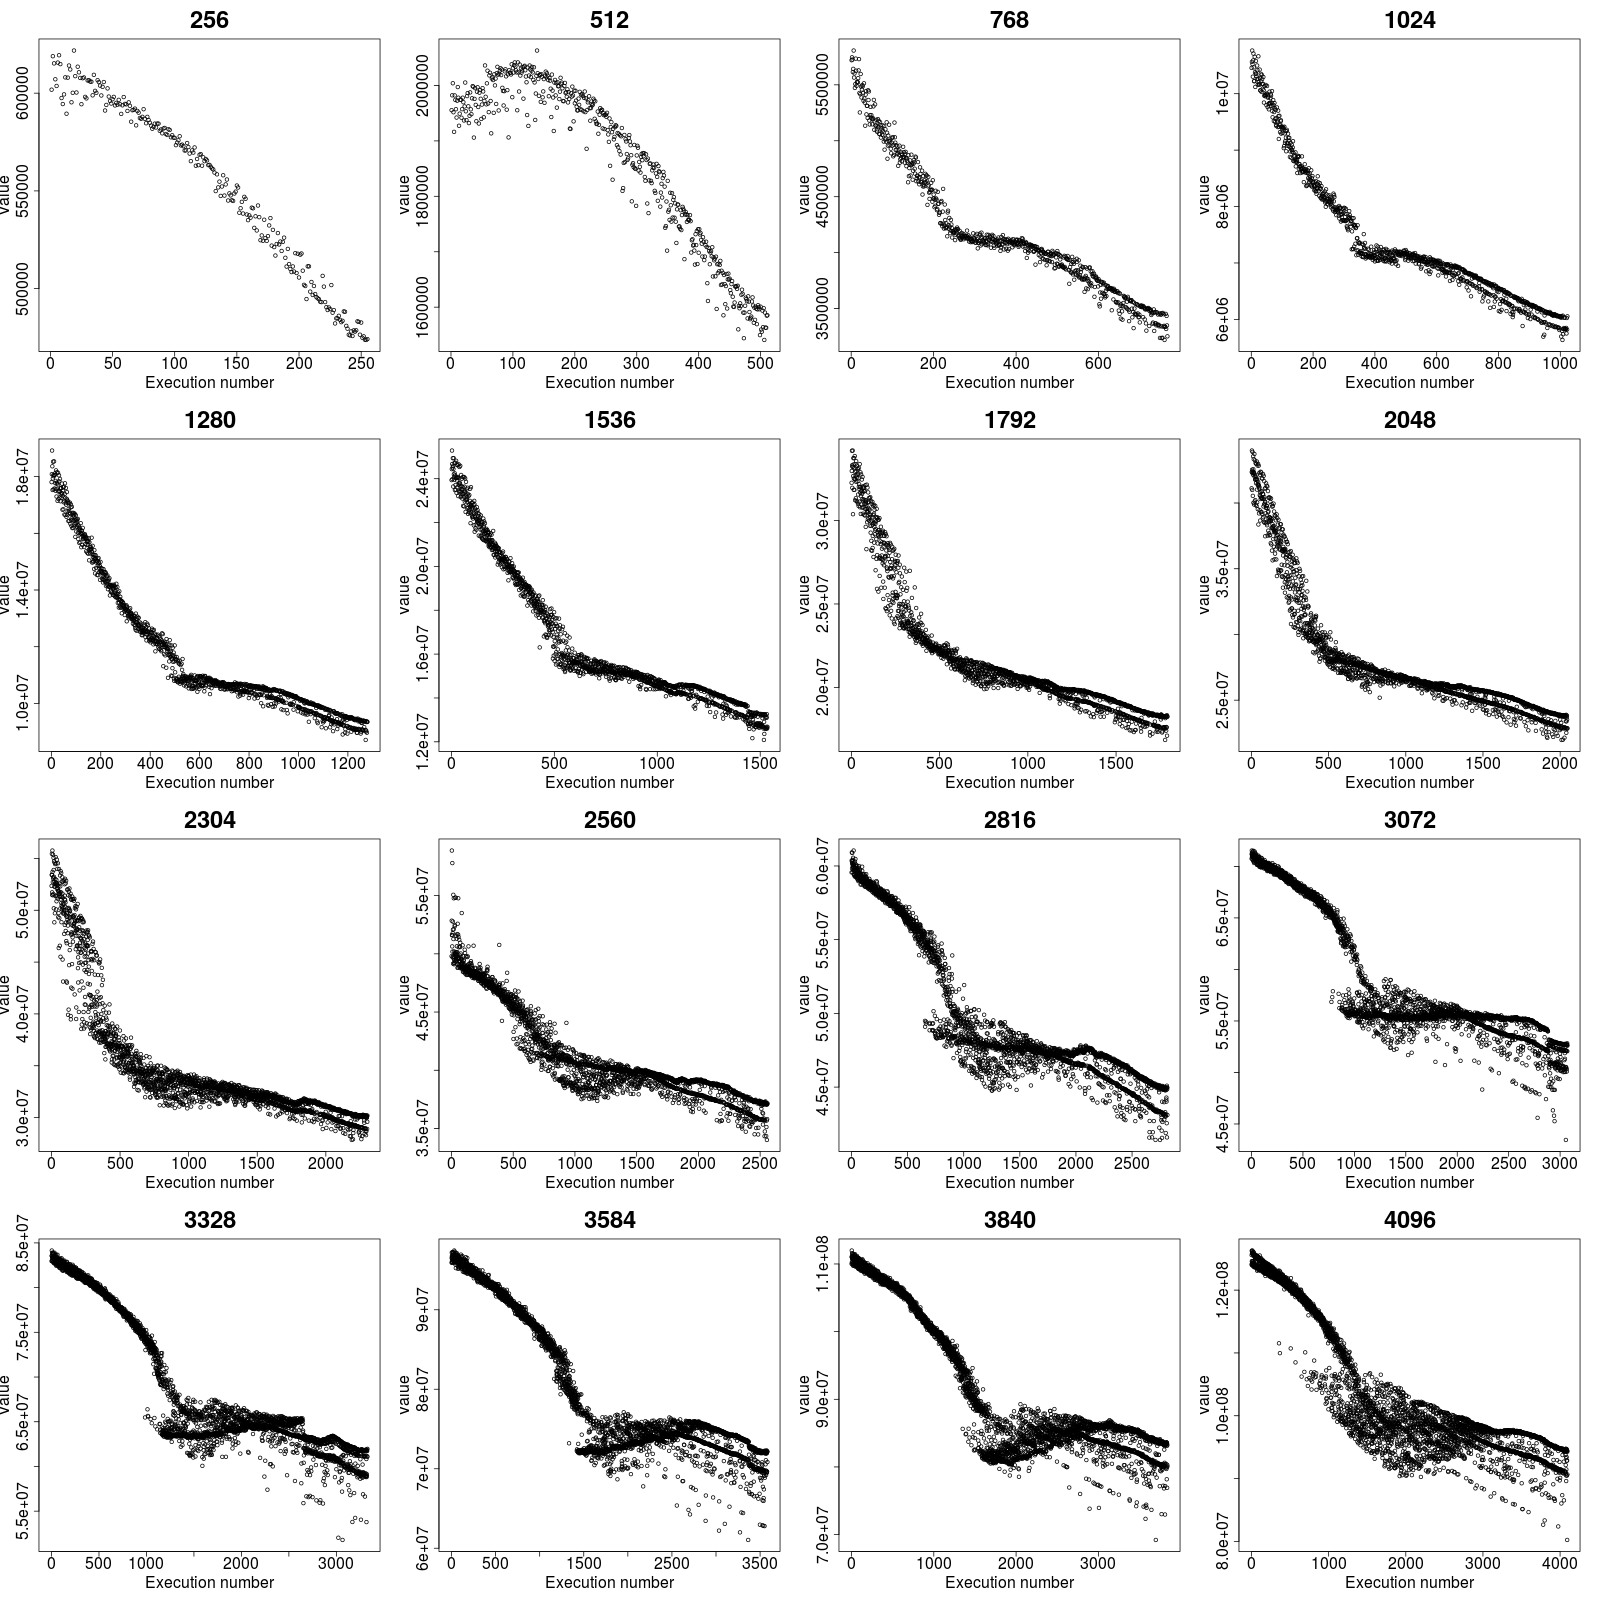 256
600000
550000
500000
value
0 50 100 150 200 250
Execution number
512
2000000
1800000
1600000
value
0 100 200 300 400 500
Execution number
768
5500000
4500000
3500000
value
0 200 400 600
Execution number
1024
1e+07
8e+06
6e+06
value
0 200 400 600 800 1000
Execution number
1280
1.8e+07
1.4e+07
1.0e+07
value
0 200 400 600 800 1000 1200
Execution number
1536
2.4e+07
2.0e+07
1.6e+07
1.2e+07
value
0 500 1000 1500
Execution number
1792
3.0e+07
2.5e+07
2.0e+07
value
0 500 1000 1500
Execution number
2048
3.5e+07
2.5e+07
value
0 500 1000 1500 2000
Execution number
2304
5.0e+07
4.0e+07
3.0e+07
value
0 500 1000 1500 2000
Execution number
2560
5.5e+07
4.5e+07
3.5e+07
value
0 500 1000 1500 2000 2500
Execution number
2816
6.0e+07
5.5e+07
5.0e+07
4.5e+07
value
0 500 1000 1500 2000 2500
Execution number
3072
6.5e+07
5.5e+07
4.5e+07
value
0 500 1000 1500 2000 2500 3000
Execution number
3328
8.5e+07
7.5e+07
6.5e+07
5.5e+07
value
0 500 1000 2000 3000
Execution number
3584
9e+07
8e+07
7e+07
6e+07
value
0 500 1500 2500 3500
Execution number
3840
1.1e+08
9.0e+07
7.0e+07
value
0 1000 2000 3000
Execution number
4096
1.2e+08
1.0e+08
8.0e+07
value
0 1000 2000 3000 4000
Execution number